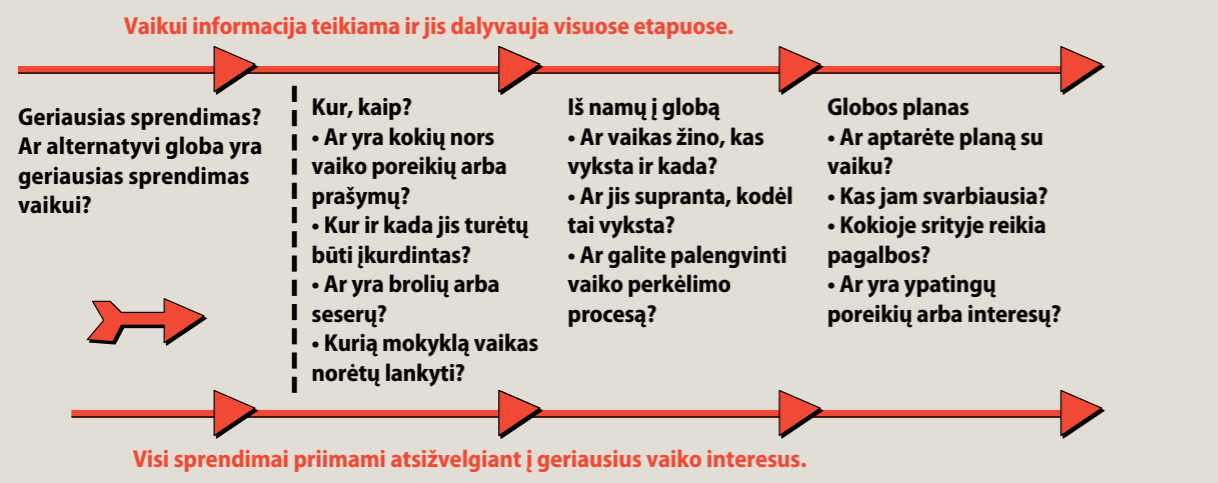 Vaikui informacija teikiama ir jis dalyvauja visuose etapuose.
Geriausias sprendimas?
Ar alternatyvi globa yra
geriausias sprendimas
vaikui?
Kur, kaip?
• Ar yra kokių nors
vaiko poreikių arba
prašymų?
• Kur ir kada jis turėtų
būti įkurdintas?
• Ar yra brolių arba
seserų?
• Kurią mokyklą vaikas
norėtų lankyti?
Iš namų į globą
• Ar vaikas žino, kas
vyksta ir kada?
• Ar jis supranta, kodėl
tai vyksta?
• Ar galite palengvinti
vaiko perkėlimo
procesą?
Globos planas
• Ar aptarėte planą su
vaiku?
• Kas jam svarbiausia?
• Kokioje srityje reikia
pagalbos?
• Ar yra ypatingų
poreikių arba interesų?
Visi sprendimai priimami atsižvelgiant į geriausius vaiko interesus.